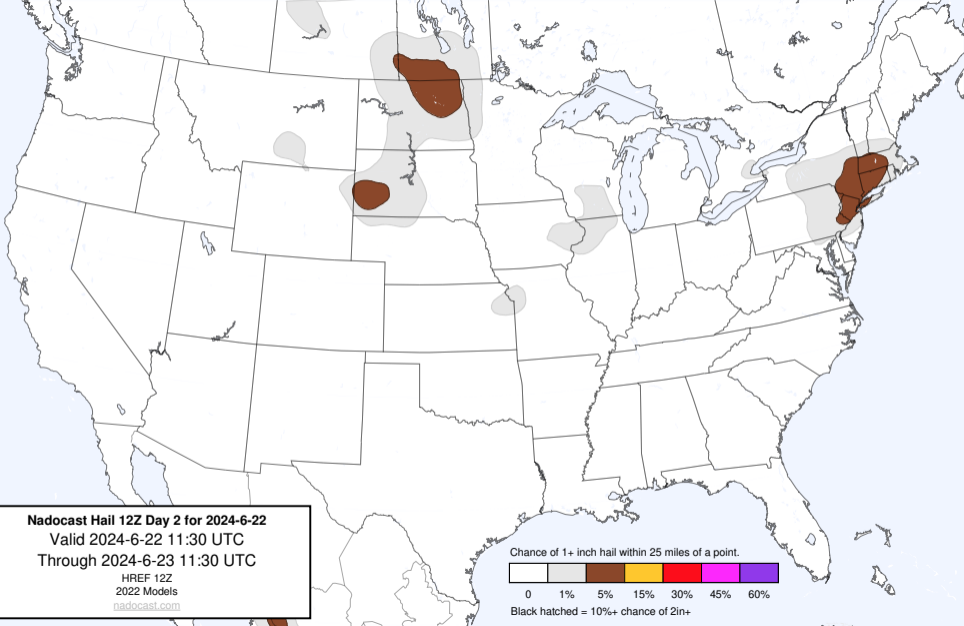 Nadocast Hail 12Z Day 2 for 2024-6-22
Valid 2024-6-22 11:30 UTC
Through 2024-6-23 11:30 UTC
HREF 12Z
2022 Models
nadocast.com
Chance of 1+ inch hail within 25 miles of a point.
0 1% 5% 15% 30% 45% 60%
Black hatched = 10%+ chance of 2in+